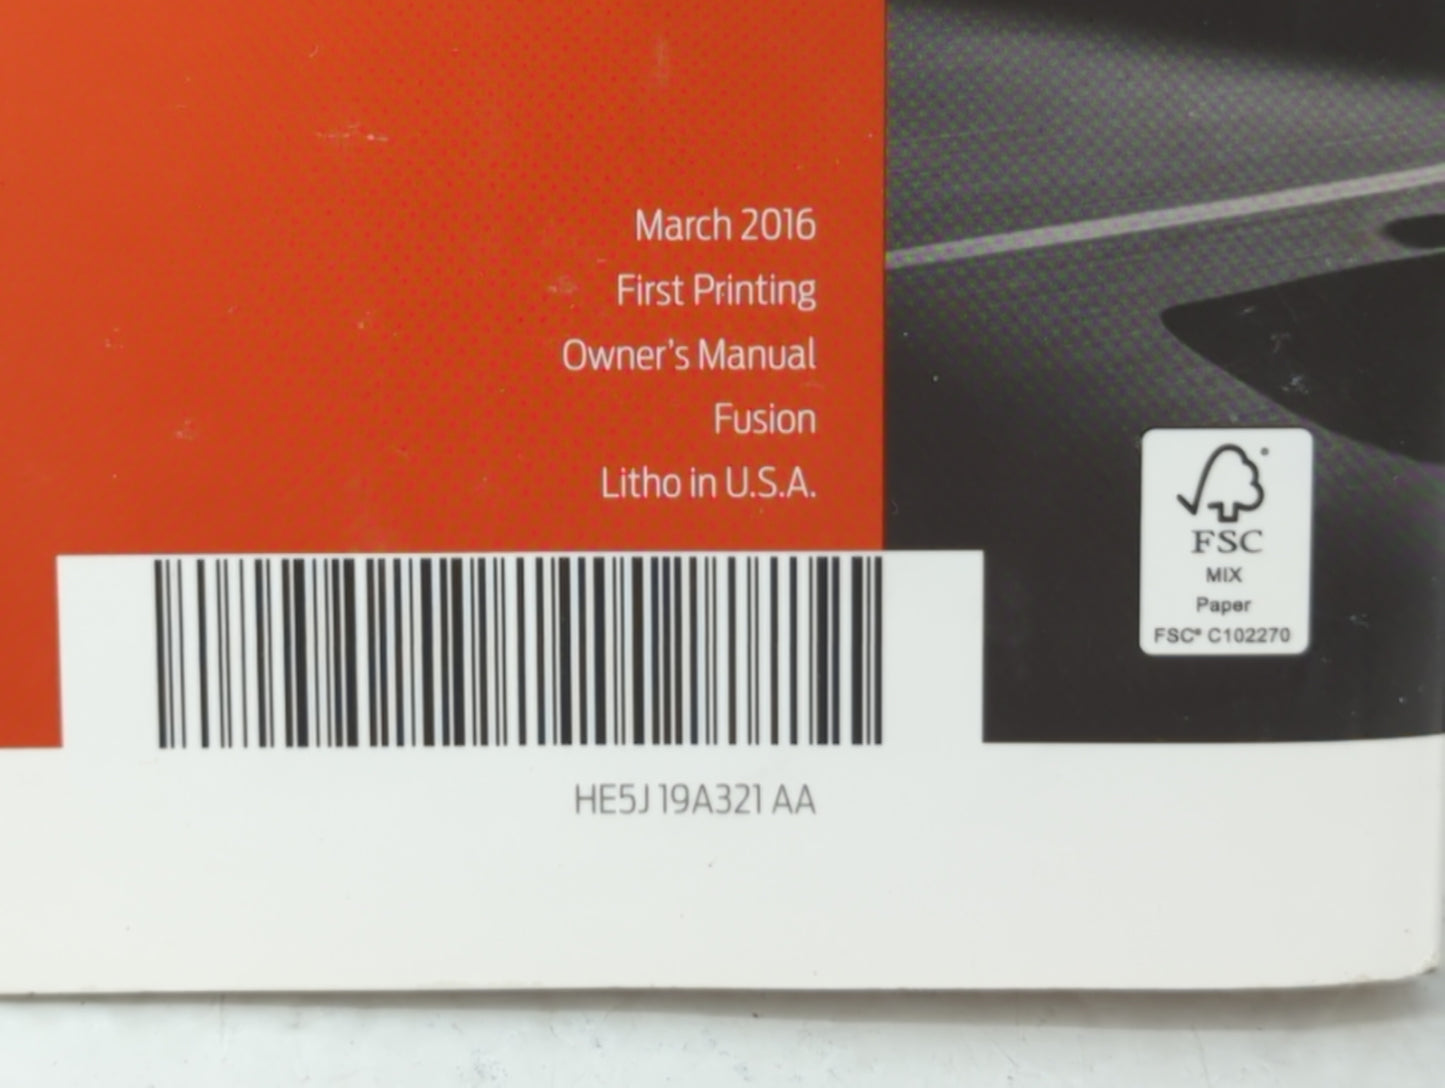 March 2016
First Printing
Owner's Manual
Fusion
Litho in U.S.A.
FSC
MIX
Paper
FSC® C102270
HE5J 19A321 AA